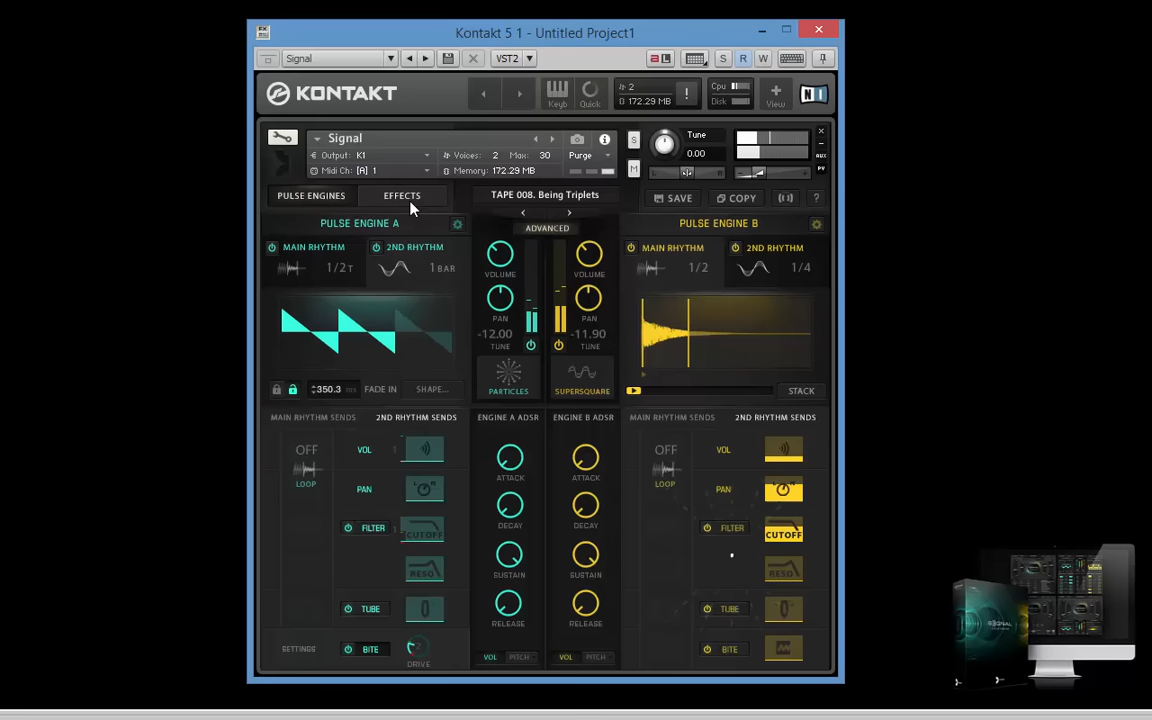 Kontakt 5 1 - Untitled Project1
Signal
VST2
S R W
KONTAKT
Keyb
Quick
2
172.29 MB
!
Cpu
Disk
View
N I
Signal
Output: K1
Voices: 2 Max: 30
Purge
Midi Ch: [A] 1
Memory: 172.29 MB
S
M
Tune
0.00
L R
AUX
PV
PULSE ENGINES
EFFECTS
TAPE 008. Being Triplets
SAVE
COPY
?
PULSE ENGINE A
ADVANCED
PULSE ENGINE B
MAIN RHYTHM
1/2T
2ND RHYTHM
1 BAR
VOLUME
VOLUME
MAIN RHYTHM
1/2
2ND RHYTHM
1/4
PAN
PAN
-12.00
TUNE
-11.90
TUNE
PARTICLES
SUPERSQUARE
350.3 ms
FADE IN
SHAPE...
STACK
MAIN RHYTHM SENDS
2ND RHYTHM SENDS
ENGINE A ADSR
ENGINE B ADSR
MAIN RHYTHM SENDS
2ND RHYTHM SENDS
OFF
LOOP
VOL
PAN
FILTER
CUTOFF
RESO
TUBE
SETTINGS
BITE
DRIVE
ATTACK
ATTACK
DECAY
DECAY
SUSTAIN
SUSTAIN
RELEASE
RELEASE
VOL PITCH
VOL PITCH
OFF
LOOP
VOL
PAN
FILTER
CUTOFF
RESO
TUBE
BITE